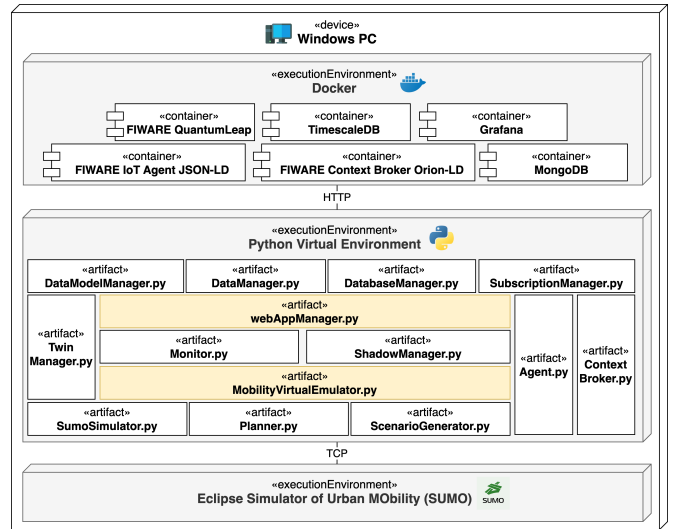 «device»
Windows PC
«executionEnvironment»
Docker
«container»
FIWARE QuantumLeap
«container»
TimescaleDB
«container»
Grafana
«container»
FIWARE IoT Agent JSON-LD
«container»
FIWARE Context Broker Orion-LD
«container»
MongoDB
HTTP
«executionEnvironment»
Python Virtual Environment
«artifact»
DataModelManager.py
«artifact»
DataManager.py
«artifact»
DatabaseManager.py
«artifact»
SubscriptionManager.py
«artifact»
Twin
Manager.py
«artifact»
webAppManager.py
«artifact»
Monitor.py
«artifact»
ShadowManager.py
«artifact»
MobilityVirtualEmulator.py
«artifact»
Agent.py
«artifact»
Context
Broker.py
«artifact»
SumoSimulator.py
«artifact»
Planner.py
«artifact»
ScenarioGenerator.py
TCP
«executionEnvironment»
Eclipse Simulator of Urban MObility (SUMO)
SUMO